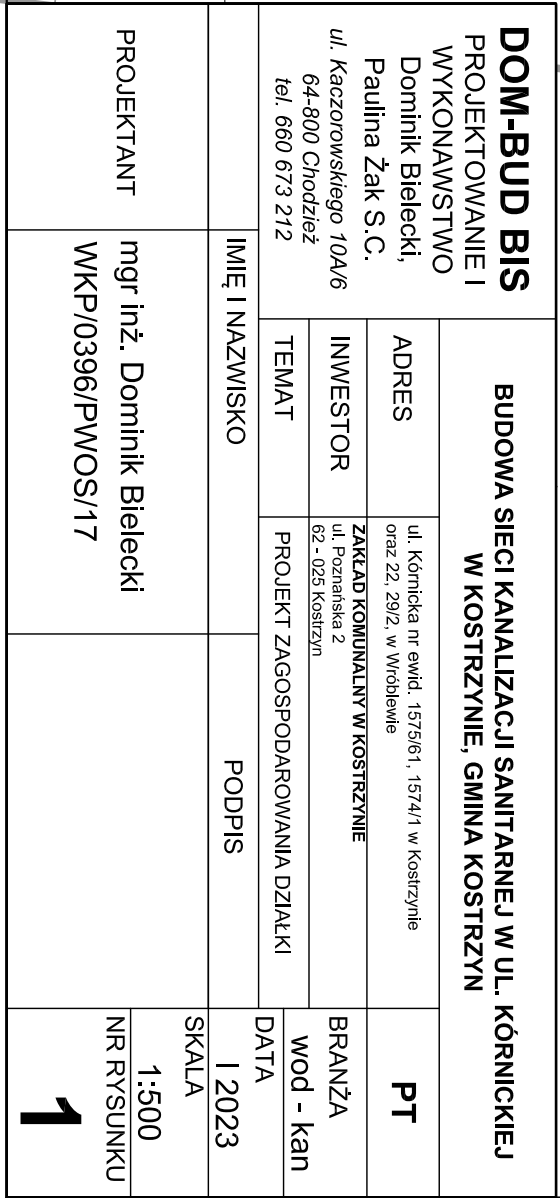 DOM-BUD BIS
PROJEKTOWANIE I
WYKONAWSTWO
Dominik Bielecki,
Paulina Żak S.C.
ul. Kaczorowskiego 10A/6
64-800 Chodzież
tel. 660 673 212
BUDOWA SIECI KANALIZACJI SANITARNEJ W UL. KÓRNICKIEJ
W KOSTRZYNIE, GMINA KOSTRZYN
ADRES
ul. Kórnicka nr ewid. 1575/61, 1574/1 w Kostrzynie
oraz 22, 29/2, w Wróblewie
PT
INWESTOR
ZAKŁAD KOMUNALNY W KOSTRZYNIE
ul. Poznańska 2
62 - 025 Kostrzyn
BRANŻA
wod - kan
TEMAT
PROJEKT ZAGOSPODAROWANIA DZIAŁKI
DATA
I 2023
IMIĘ I NAZWISKO
PODPIS
SKALA
1:500
PROJEKTANT
mgr inż. Dominik Bielecki
WKP/0396/PWOS/17
NR RYSUNKU
1